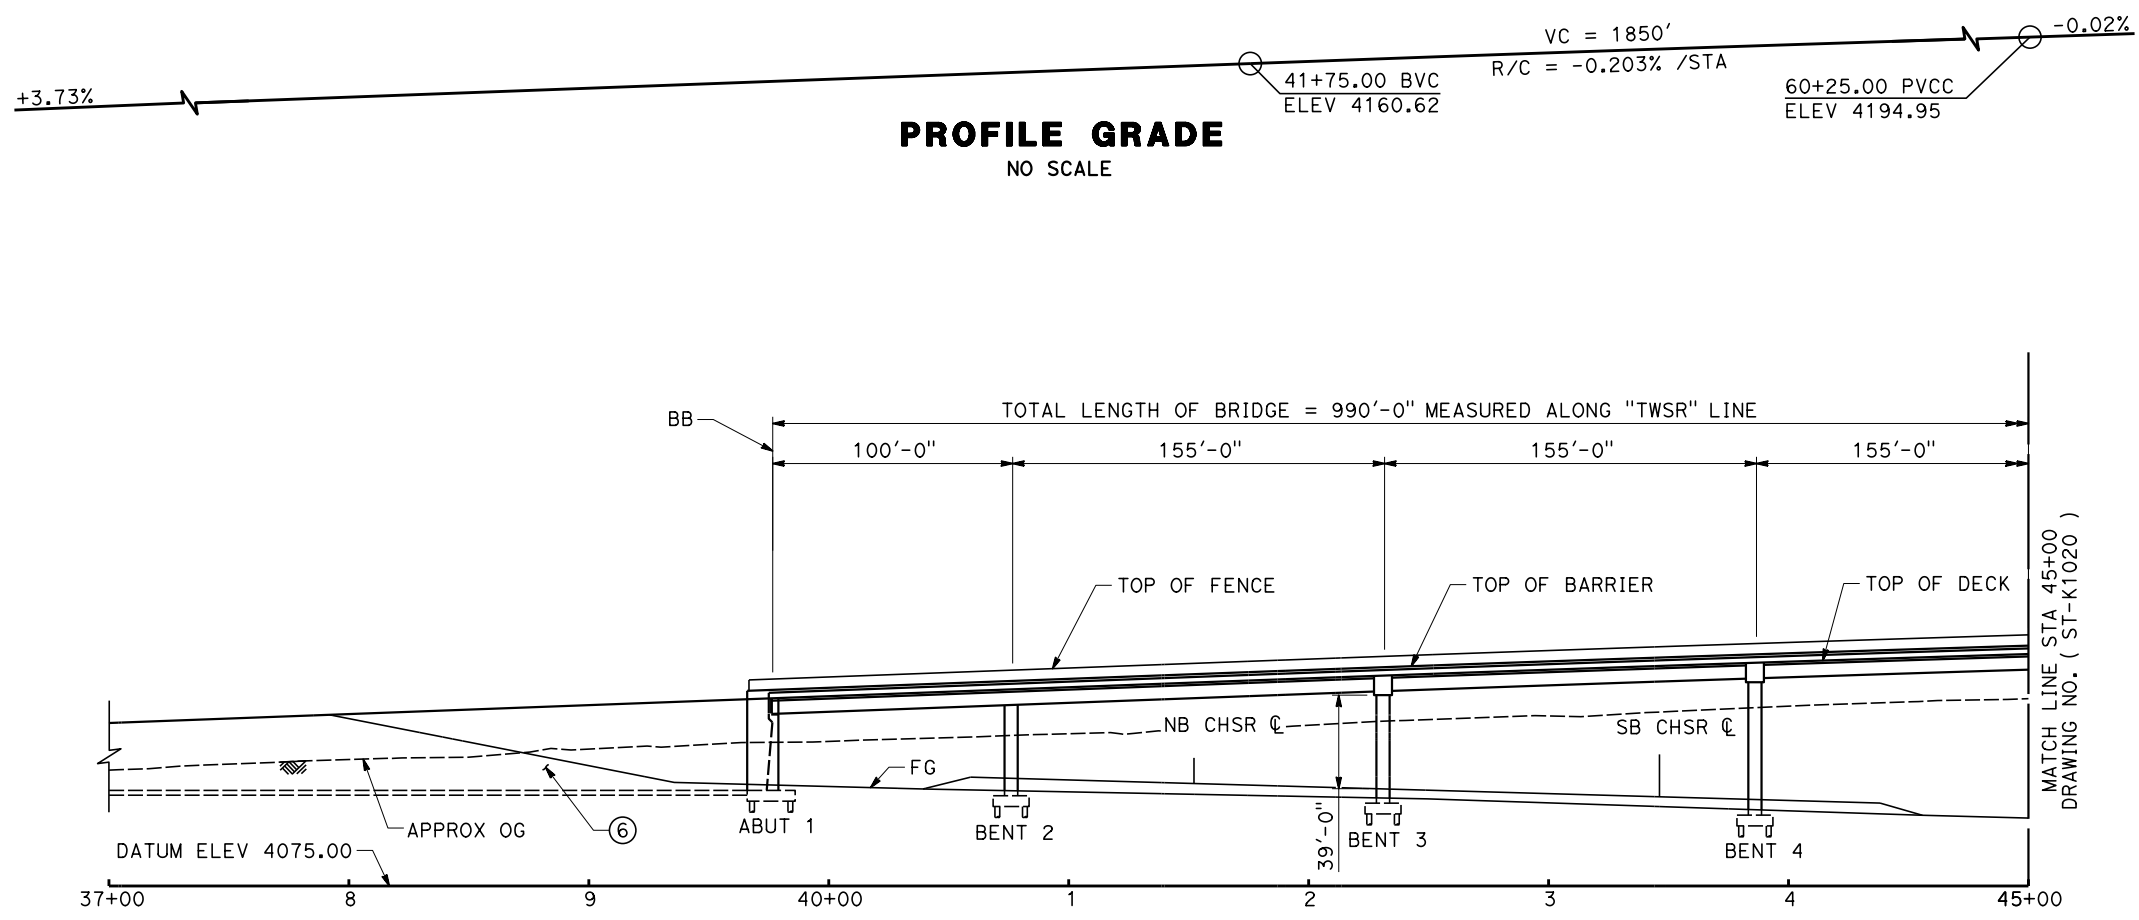 +3.73%
VC = 1850'
R/C = -0.203% /STA
-0.02%
41+75.00 BVC
ELEV 4160.62
60+25.00 PVCC
ELEV 4194.95
PROFILE GRADE
NO SCALE
BB
TOTAL LENGTH OF BRIDGE = 990'-0" MEASURED ALONG "TWSR" LINE
100'-0"
155'-0"
155'-0"
155'-0"
TOP OF FENCE
TOP OF BARRIER
TOP OF DECK
MATCH LINE STA 45+00
DRAWING NO. ( ST-K1020 )
NB CHSR ℄
SB CHSR ℄
FG
APPROX OG
6
39'-0"
ABUT 1
BENT 2
BENT 3
BENT 4
DATUM ELEV 4075.00
37+00
8
9
40+00
1
2
3
4
45+00